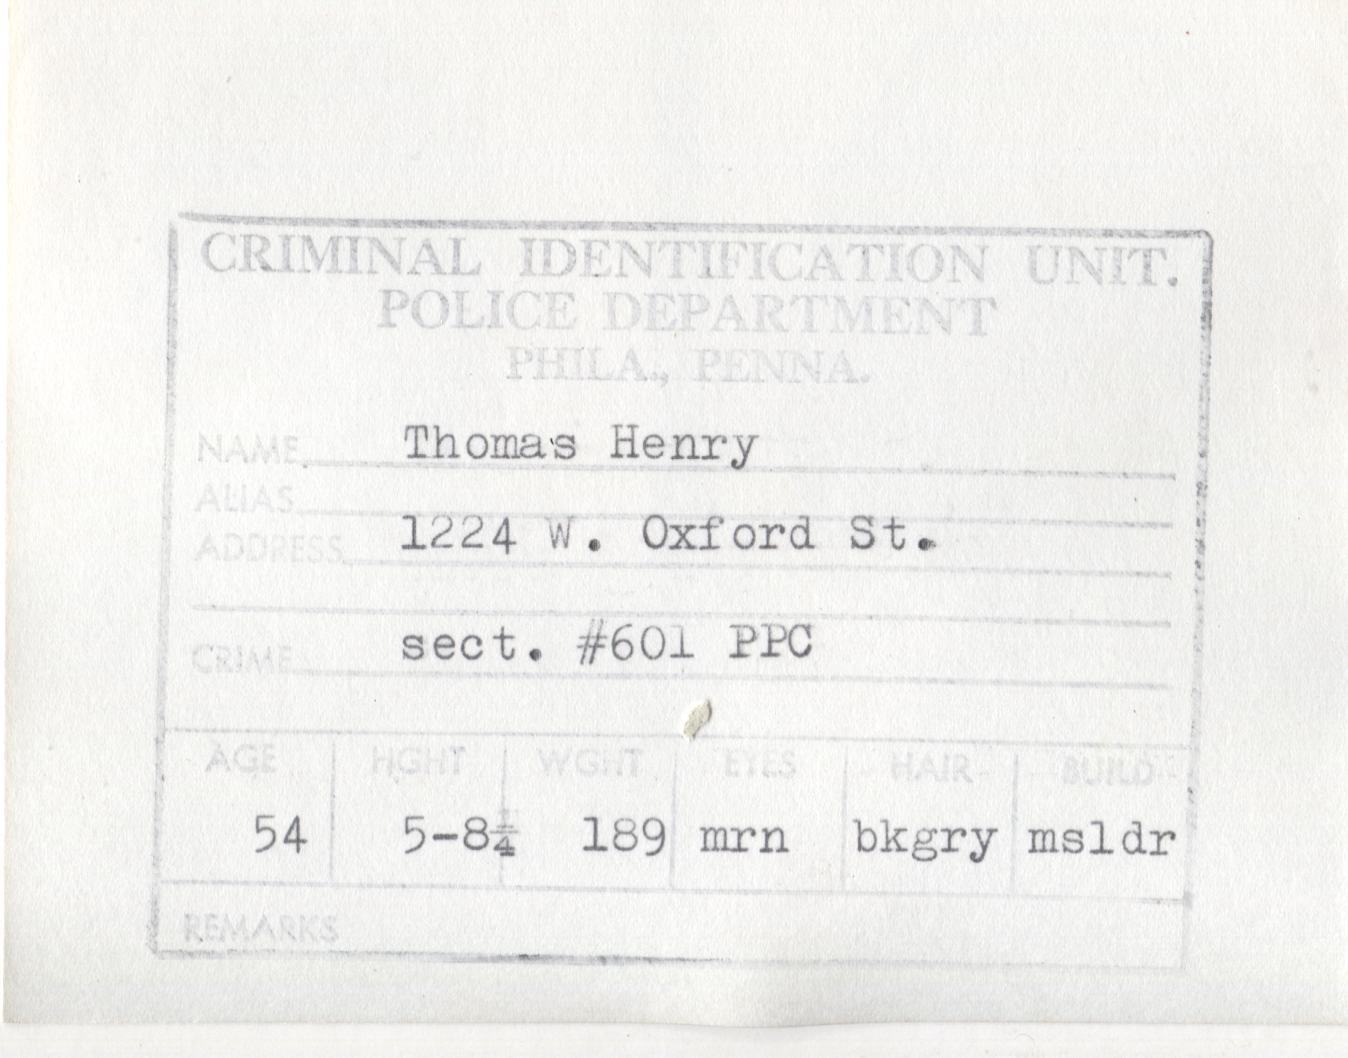 CRIMINAL IDENTIFICATION UNIT.
POLICE DEPARTMENT
PHILA., PENNA.
NAME Thomas Henry
ALIAS
ADDRESS 1224 W. Oxford St.
CRIME sect. #601 PPC
AGE HGHT WGHT EYES HAIR BUILD
54 5-8¼ 189 mrn bkgry msldr
REMARKS